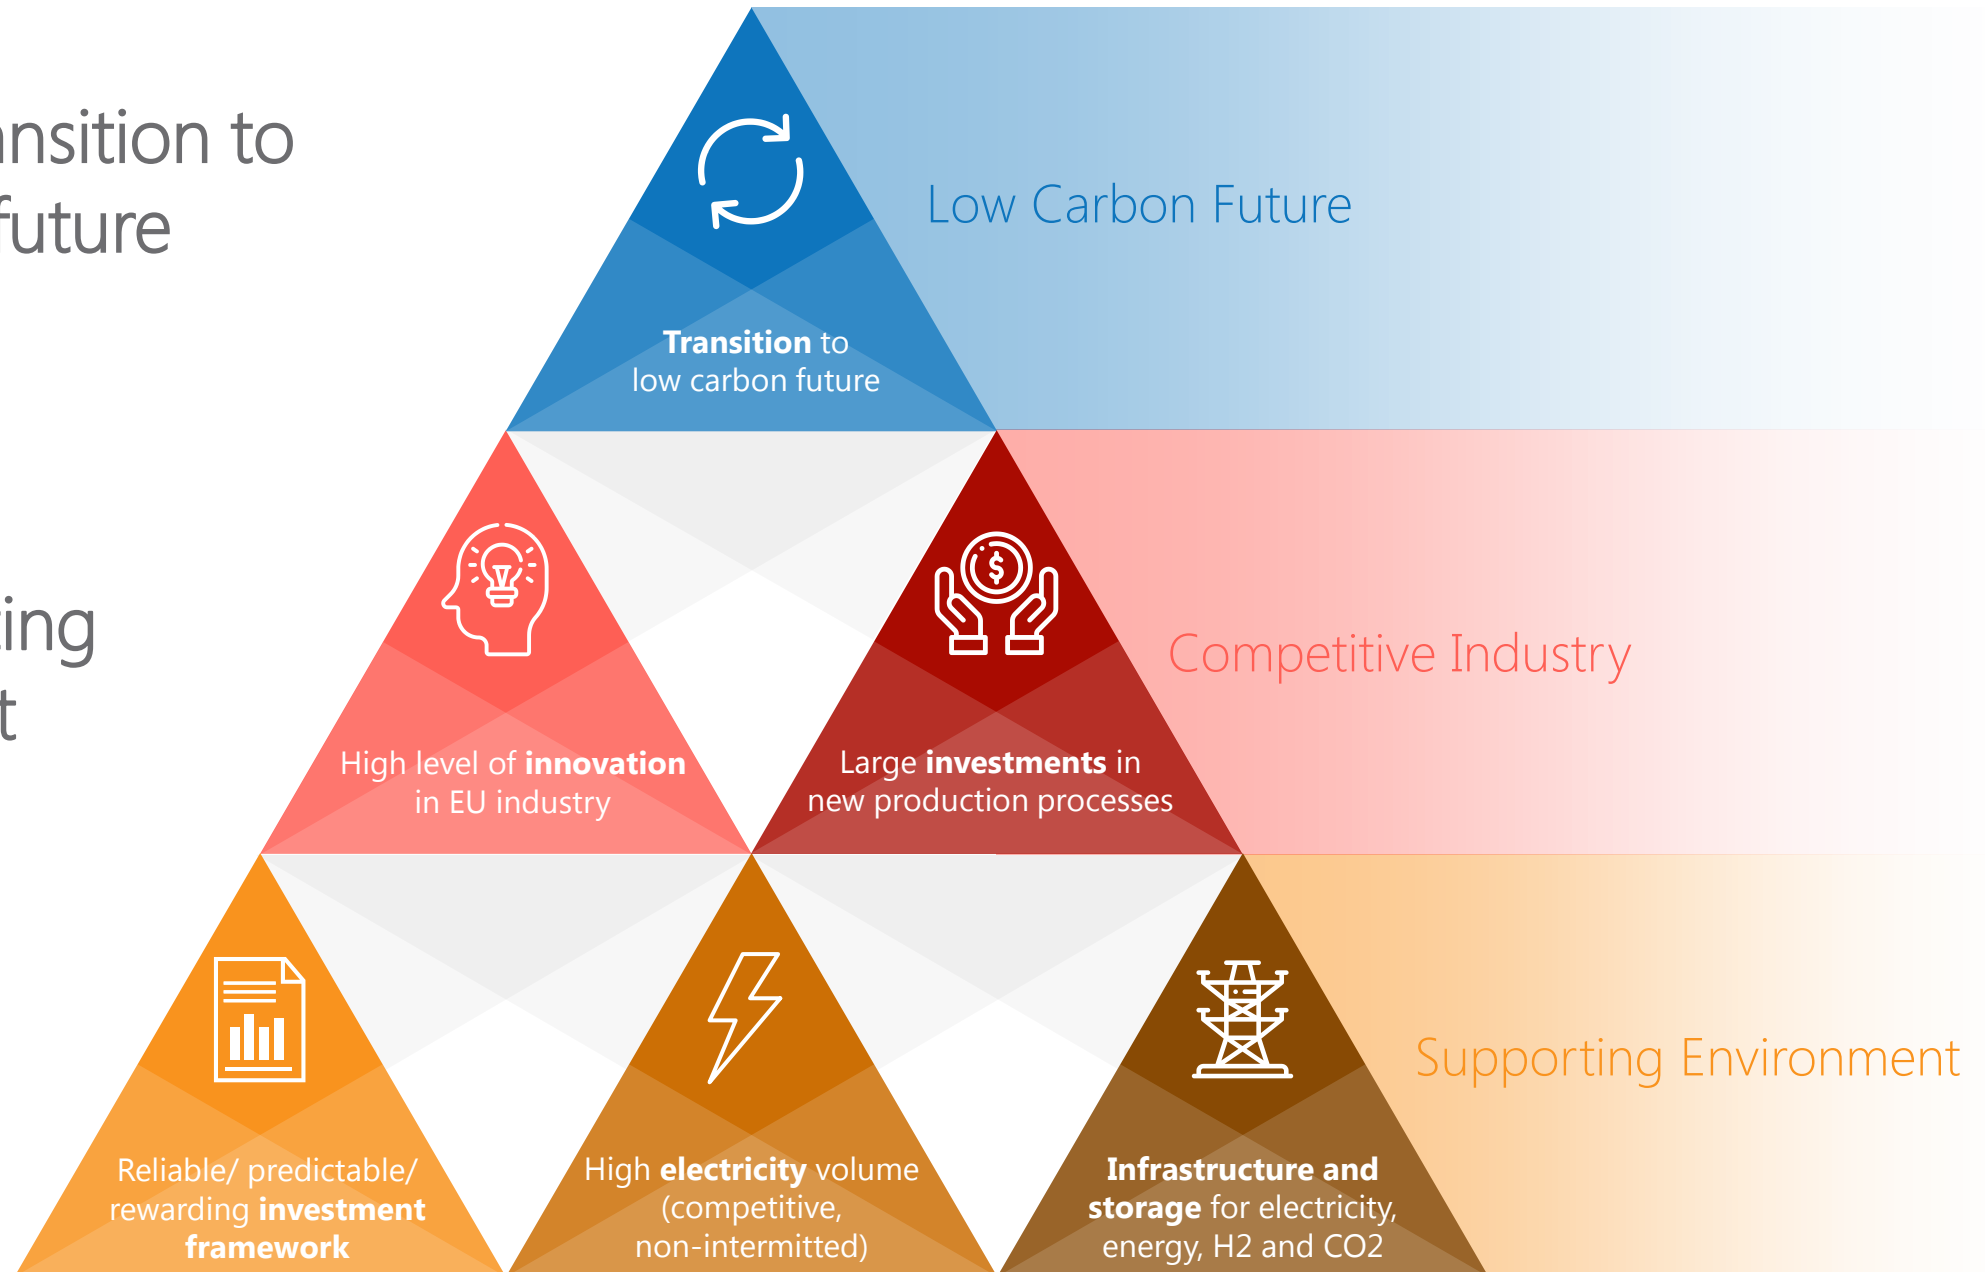 nsition to
future
Low Carbon Future
Transition to
low carbon future
ing
t
Competitive Industry
High level of innovation
in EU industry
Large investments in
new production processes
Supporting Environment
Reliable/ predictable/
rewarding investment
framework
High electricity volume
(competitive,
non-intermitted)
Infrastructure and
storage for electricity,
energy, H2 and CO2